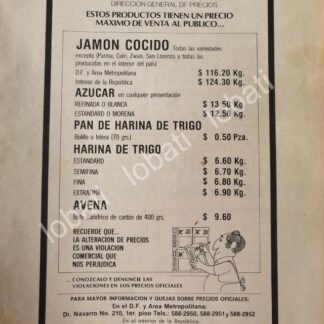 DIRECCION GENERAL DE PRECIOS
ESTOS PRODUCTOS TIENEN UN PRECIO
MAXIMO DE VENTA AL PUBLICO...
JAMON COCIDO Todas las variedades
excepto (Parma, Guin, Zwan, San Lorenzo y todas las
producidas en el interior del país)
D.F. y Area Metropolitana $ 116.20 Kg.
Interior de la República $ 124.30 Kg.
AZUCAR en cualquier presentación
REFINADA O BLANCA $ 13.50 Kg.
ESTANDARD O MORENA $ 12.50 Kg.
PAN DE HARINA DE TRIGO
Bolillo o telera (70 grs.) $ 0.50 Pza.
HARINA DE TRIGO
ESTANDARD $ 6.60 Kg.
SEMIFINA $ 6.70 Kg.
FINA $ 6.80 Kg.
EXTRAFINA $ 6.90 Kg.
AVENA
Bote cilíndrico de cartón de 400 grs. $ 9.60
RECUERDE QUE...
LA ALTERACION DE PRECIOS
ES UNA VIOLACION
COMERCIAL QUE
NOS PERJUDICA
... CONOZCALO Y DENUNCIE LAS
VIOLACIONES EN LOS PRECIOS OFICIALES
PARA MAYOR INFORMACION Y QUEJAS SOBRE PRECIOS OFICIALES:
En el D.F. y Area Metropolitana:
Dr. Navarro No. 210, 1er. piso Tels.: 588-2950, 588-2951 y 588-2952
En el interior de la República:
lobal lobati lobati